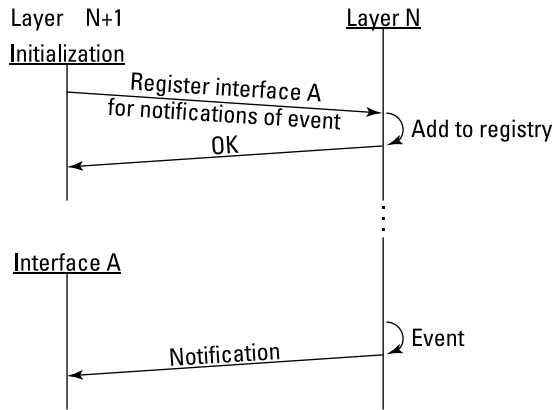 Layer N+1
Layer N
Initialization
Register interface A
for notifications of event
Add to registry
OK
Interface A
Event
Notification